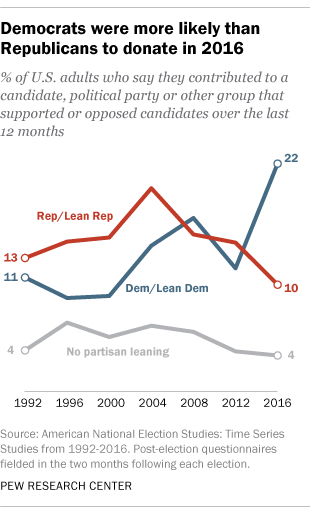 Democrats were more likely than
Republicans to donate in 2016
% of U.S. adults who say they contributed to a
candidate, political party or other group that
supported or opposed candidates over the last
12 months
22
Rep/Lean Rep
13
11
Dem/Lean Dem
10
4
No partisan leaning
4
1992 1996 2000 2004 2008 2012 2016
Source: American National Election Studies: Time Series
Studies from 1992-2016. Post-election questionnaires
fielded in the two months following each election.
PEW RESEARCH CENTER